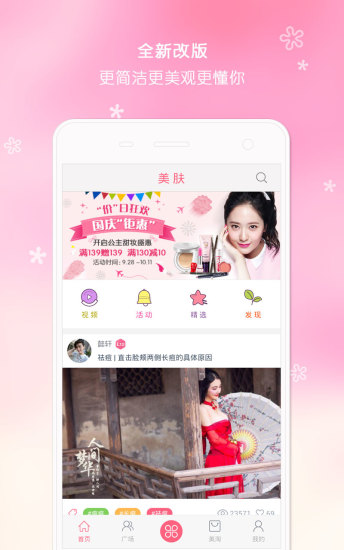 全新改版
更简洁更美观更懂你
美肤
“价”日狂欢
国庆“钜惠”
开启公主甜妆盛惠
满139赠139 满130减10
活动时间：9.28 ~10.11
视频
活动
精选
发现
懿轩
祛痘 | 直击脸颊两侧长痘的具体原因
人间
梦华
23571
69
首页
广场
美淘
我的